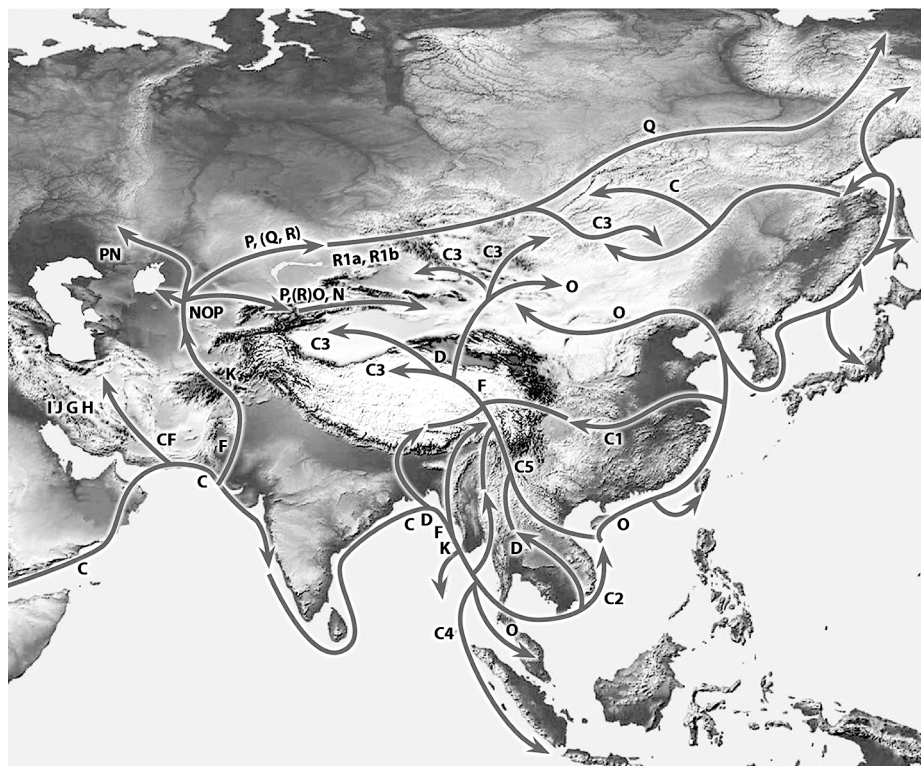 Q
C
P, (Q, R)
C3
PN
C3
C3
R1a, R1b
O
P,(R)O, N
NOP
O
C3
D
C3
F
K
I J G H
C1
CF
F
C5
C
C
D
O
F
K
D
C
C2
C4
O